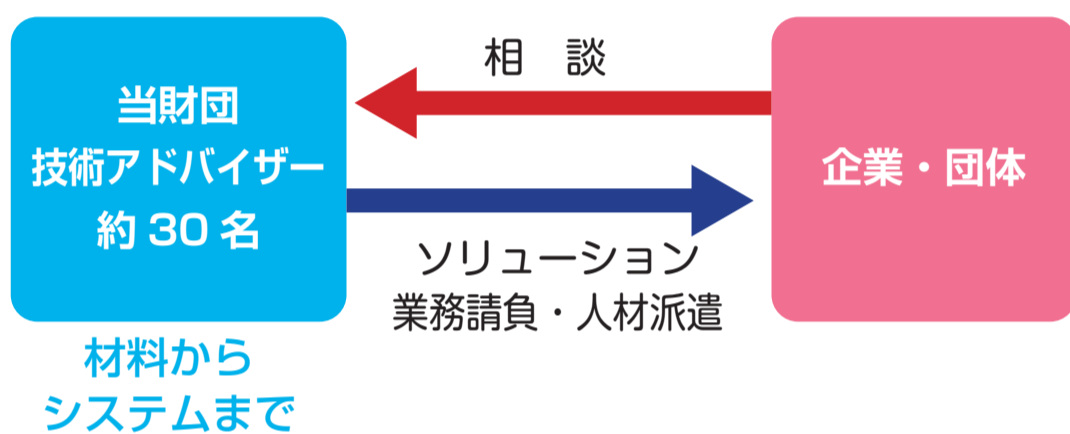 当財団
技術アドバイザー
約30名
材料から
システムまで
相　談
ソリューション
業務請負・人材派遣
企業・団体